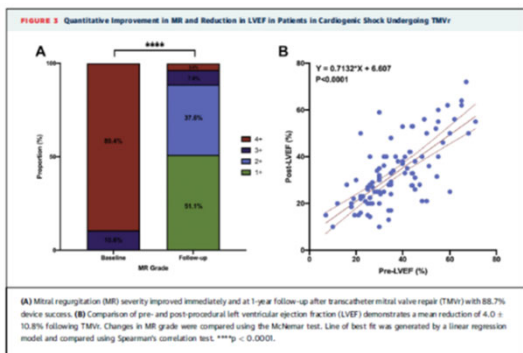 FIGURE 3 Quantitative Improvement in MR and Reduction in LVEF in Patients in Cardiogenic Shock Undergoing TMVr
(A)
****
100
50
0
Proportion (%)
89.4%
10.6%
7.8%
37.8%
51.1%
Baseline
Follow-up
MR Grade
4+
3+
2+
1+
(B)
Y = 0.7132*X + 6.607
P<0.0001
80
60
40
20
0
Post-LVEF (%)
0
20
40
60
80
Pre-LVEF (%)
(A) Mitral regurgitation (MR) severity improved immediately and at 1-year follow-up after transcatheter mitral valve repair (TMVr) with 88.7%
device success. (B) Comparison of pre- and post-procedural left ventricular ejection fraction (LVEF) demonstrates a mean reduction of 4.0 ±
10.8% following TMVr. Changes in MR grade were compared using the McNemar test. Line of best fit was generated by a linear regression
model and compared using Spearman's correlation test. ****p < 0.0001.